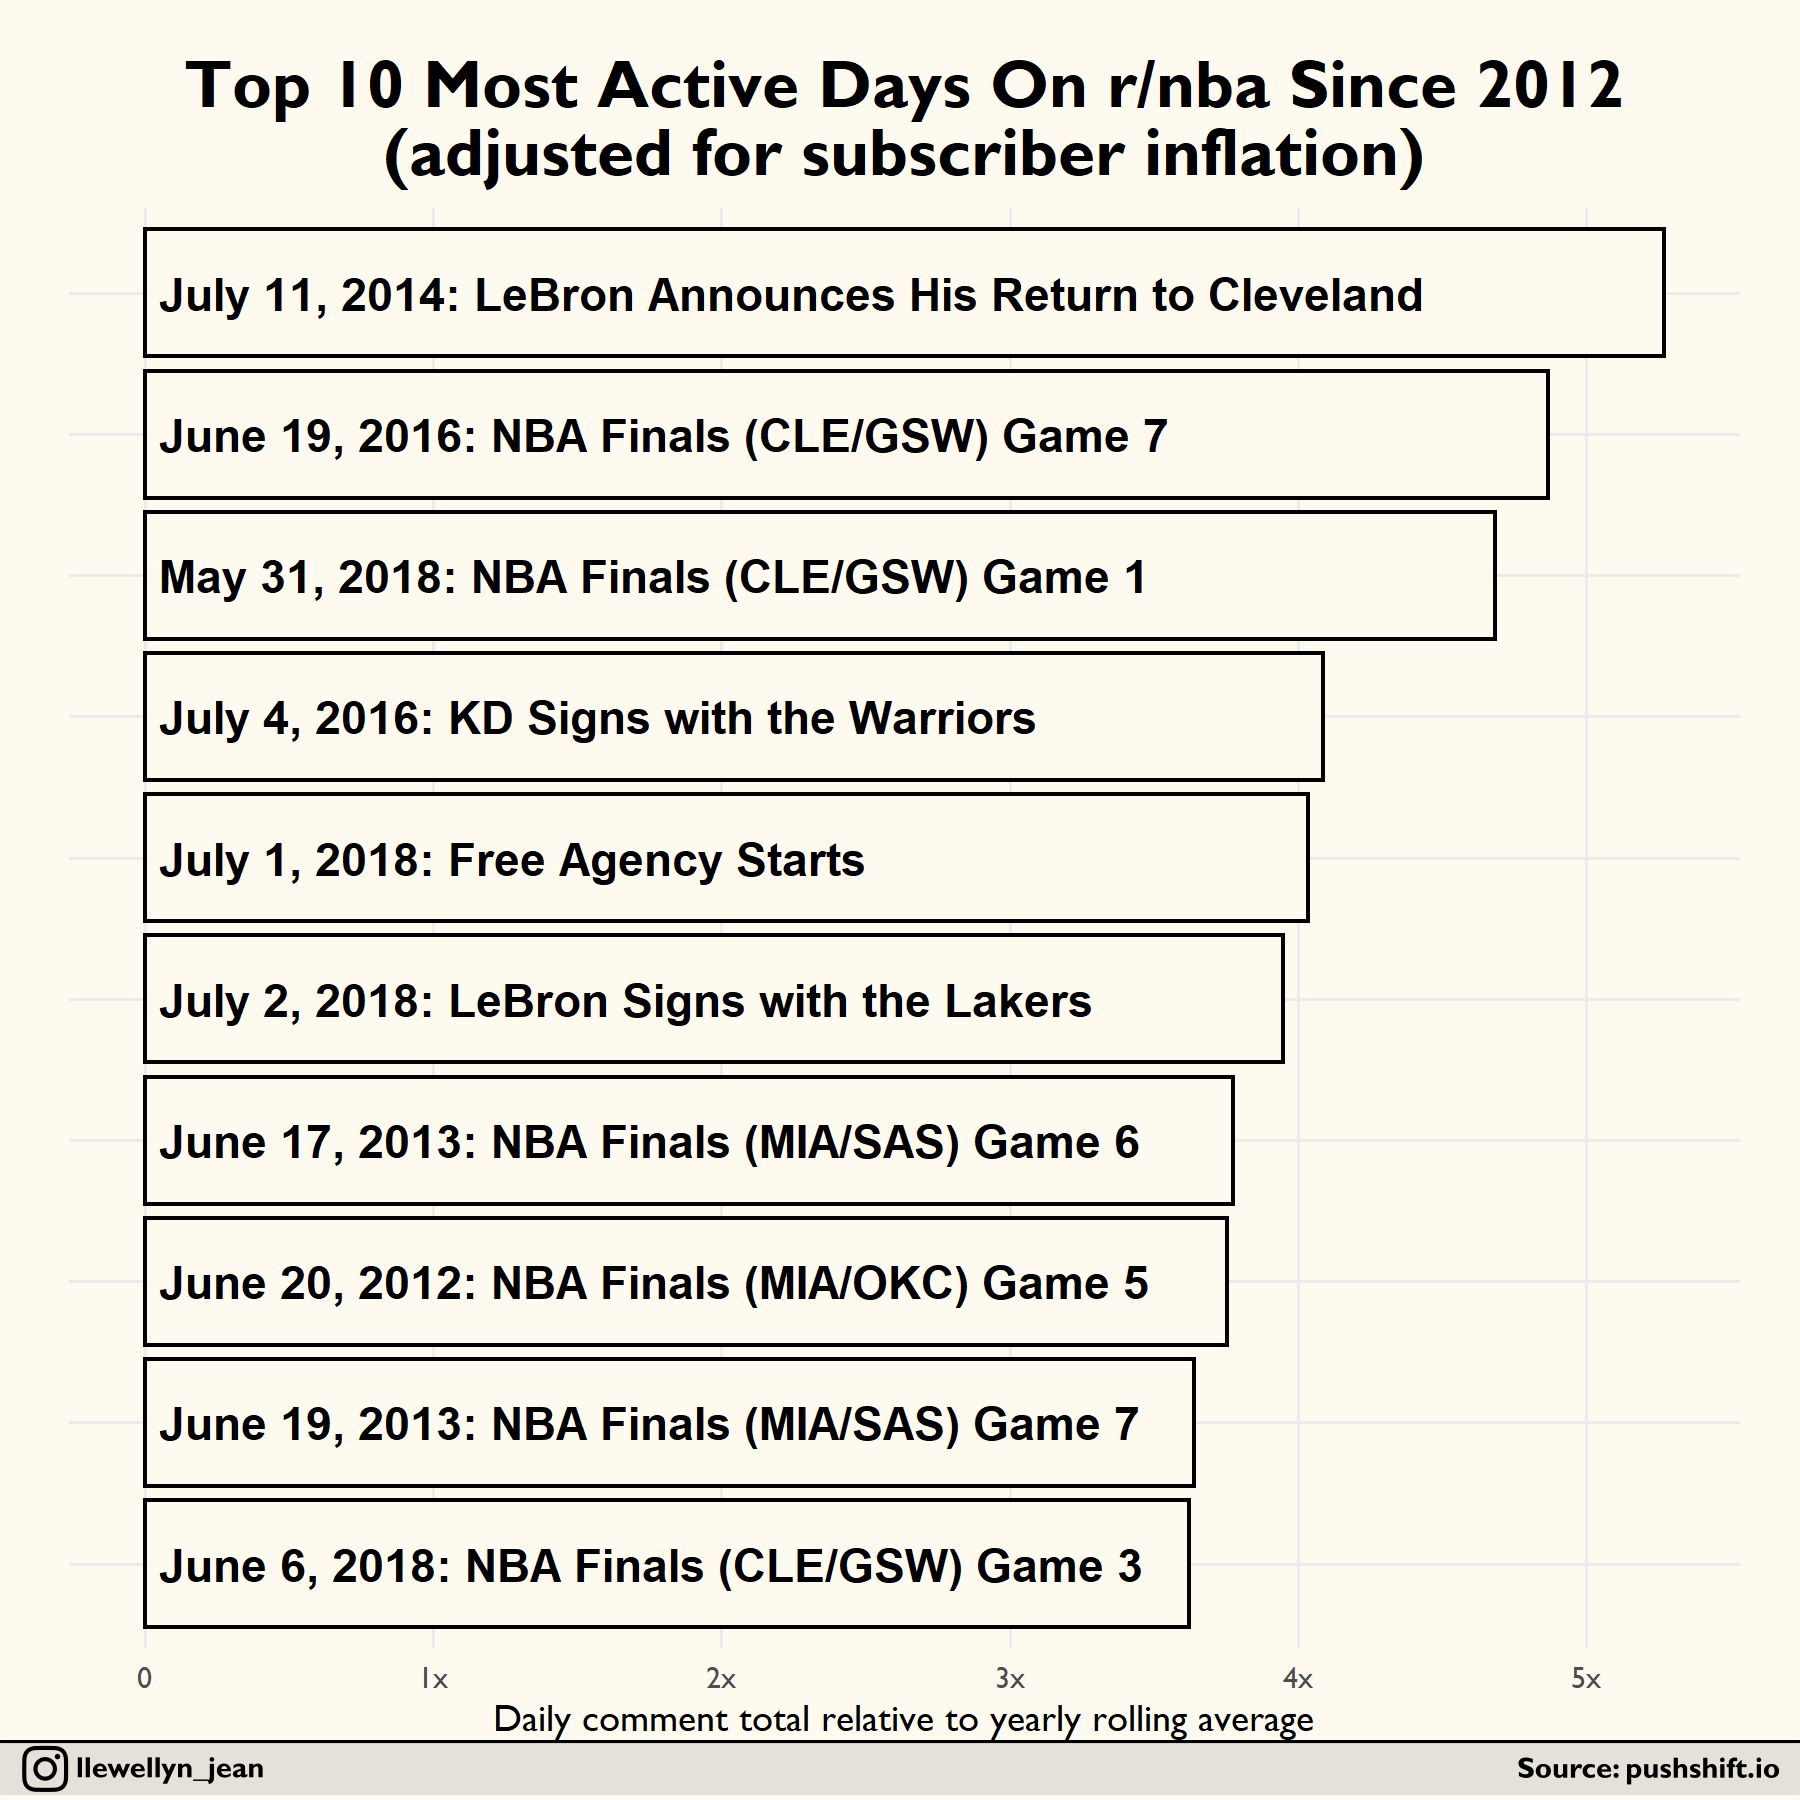 Top 10 Most Active Days On r/nba Since 2012
(adjusted for subscriber inflation)
July 11, 2014: LeBron Announces His Return to Cleveland
June 19, 2016: NBA Finals (CLE/GSW) Game 7
May 31, 2018: NBA Finals (CLE/GSW) Game 1
July 4, 2016: KD Signs with the Warriors
July 1, 2018: Free Agency Starts
July 2, 2018: LeBron Signs with the Lakers
June 17, 2013: NBA Finals (MIA/SAS) Game 6
June 20, 2012: NBA Finals (MIA/OKC) Game 5
June 19, 2013: NBA Finals (MIA/SAS) Game 7
June 6, 2018: NBA Finals (CLE/GSW) Game 3
0 1x 2x 3x 4x 5x
Daily comment total relative to yearly rolling average
llewellyn_jean Source: pushshift.io